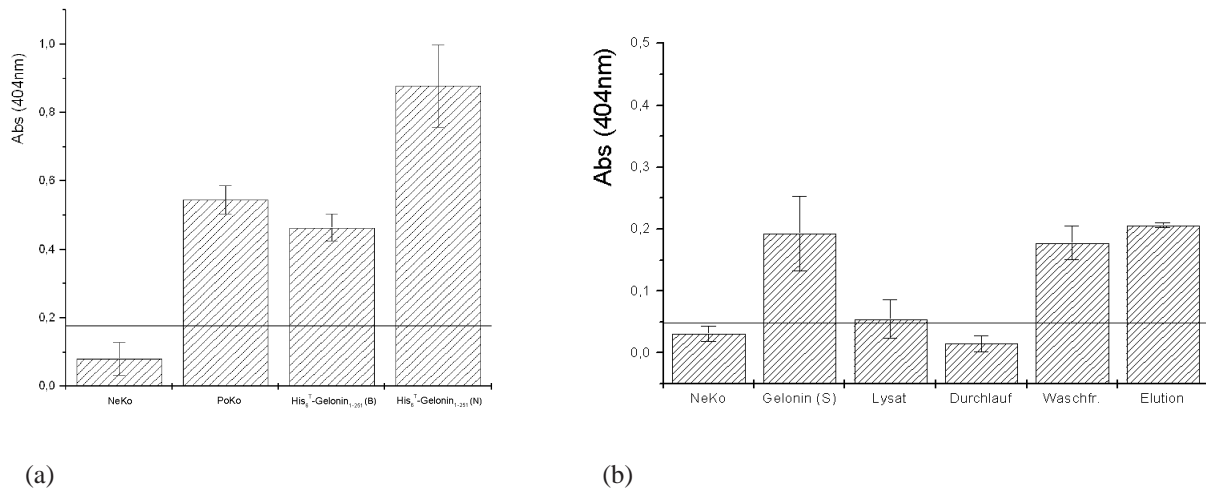 Abs (404nm)
1,0
0,8
0,6
0,4
0,2
0,0
NeKo PoKo His₆ᵀ-Gelonin₁₋₂₅₁ (B) His₆ᵀ-Gelonin₁₋₂₅₁ (N)
(a)
Abs (404nm)
0,5
0,4
0,3
0,2
0,1
0,0
NeKo Gelonin (S) Lysat Durchlauf Waschfr. Elution
(b)